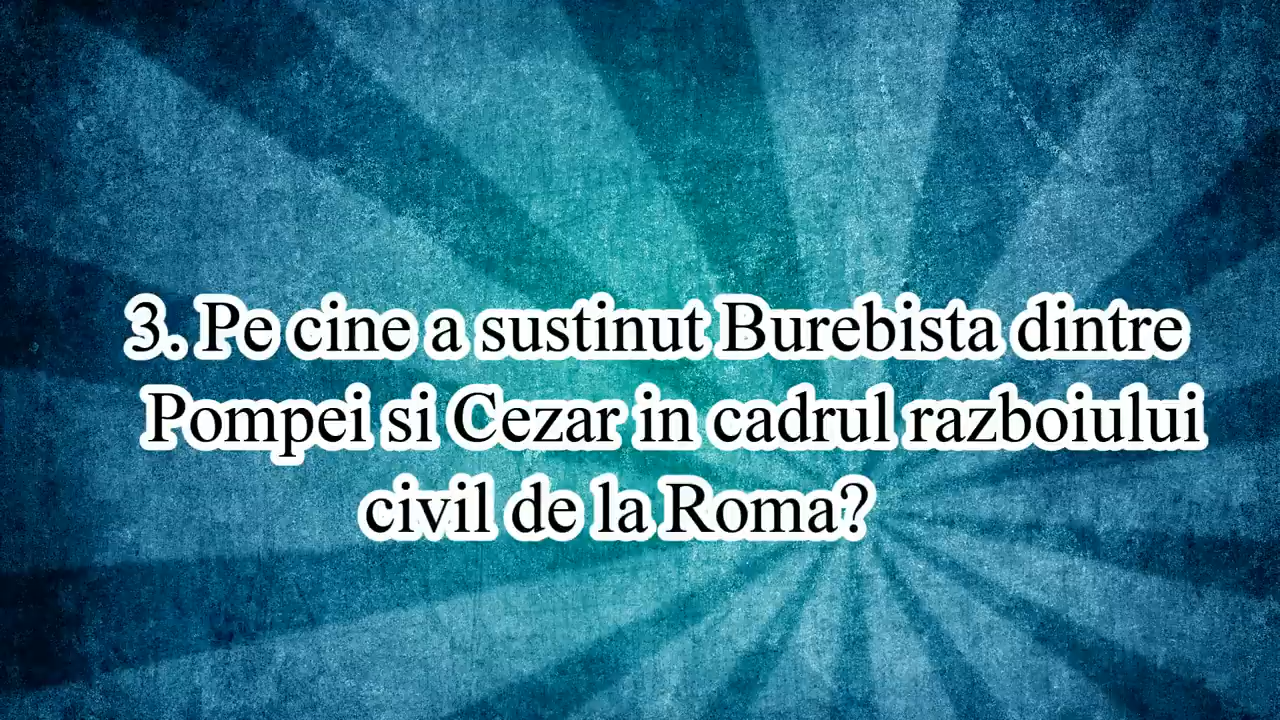 3. Pe cine a sustinut Burebista dintre
Pompei si Cezar in cadrul razboiului
civil de la Roma?